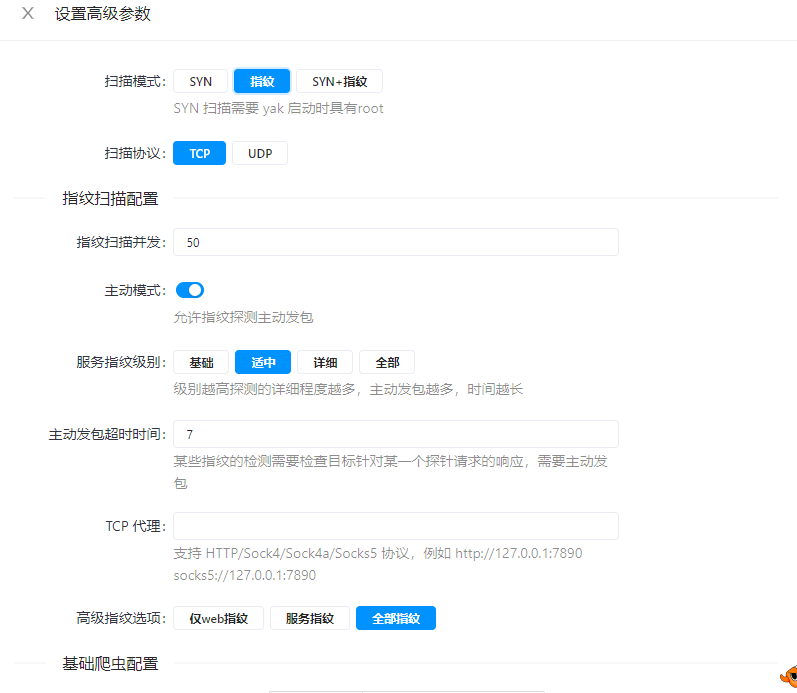 设置高级参数
扫描模式: SYN 指纹 SYN+指纹
SYN 扫描需要 yak 启动时具有root
扫描协议: TCP UDP
指纹扫描配置
指纹扫描并发: 50
主动模式:
允许指纹探测主动发包
服务指纹级别: 基础 适中 详细 全部
级别越高探测的详细程度越多，主动发包越多，时间越长
主动发包超时时间: 7
某些指纹的检测需要检查目标针对某一个探针请求的响应，需要主动发
包
TCP 代理:
支持 HTTP/Sock4/Sock4a/Socks5 协议，例如 http://127.0.0.1:7890
socks5://127.0.0.1:7890
高级指纹选项: 仅web指纹 服务指纹 全部指纹
基础爬虫配置